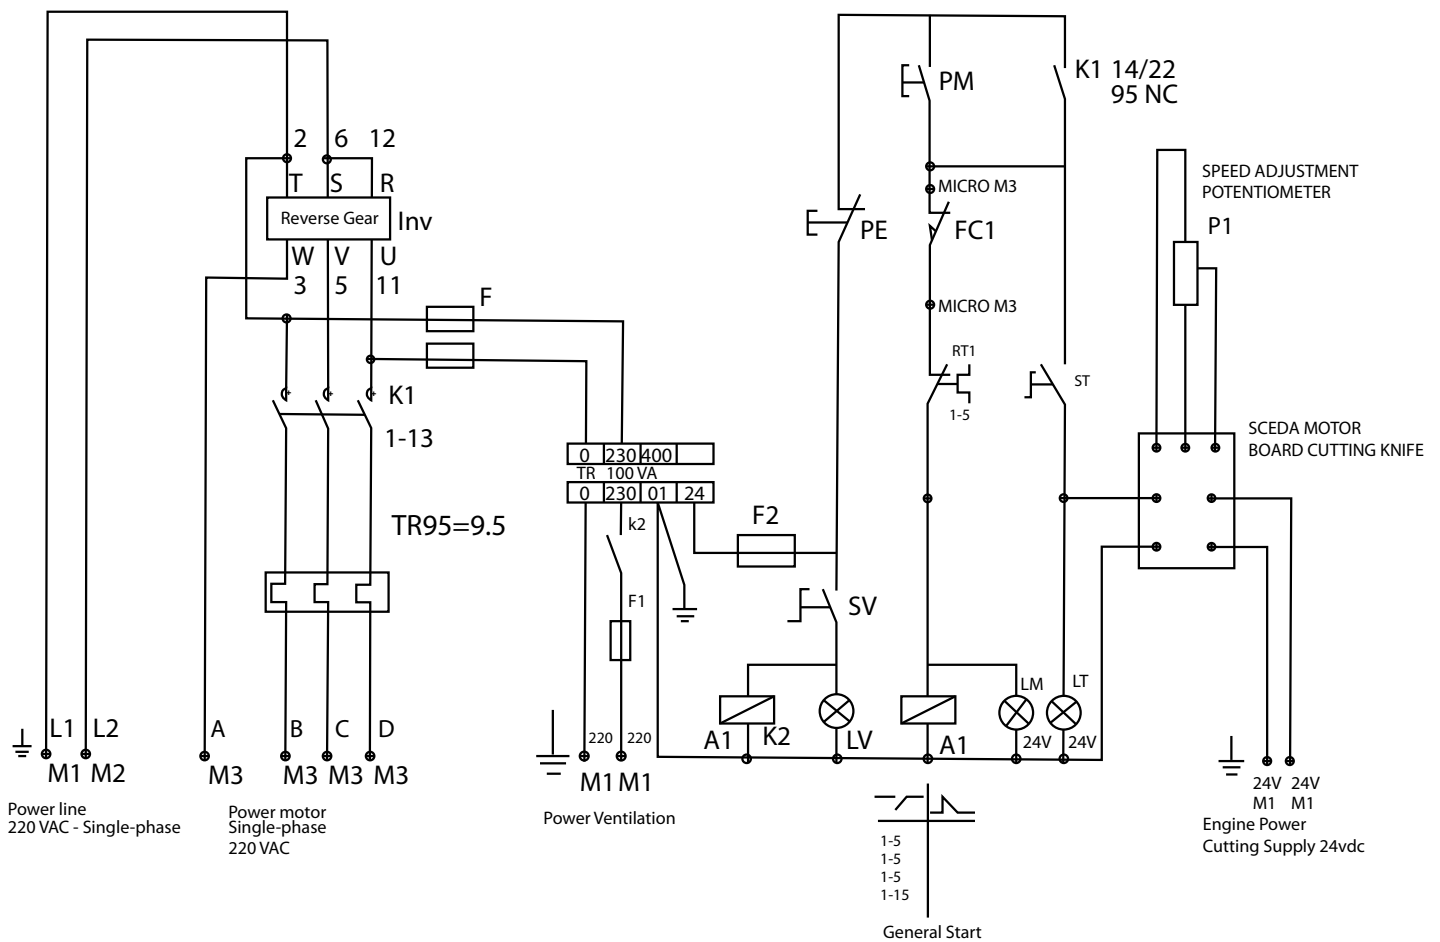 PM
K1 14/22
95 NC
2 6 12
T S R
Reverse Gear
Inv
W V U
3 5 11
F
K1
1-13
TR95=9.5
MICRO M3
PE
FC1
MICRO M3
RT1
1-5
ST
SPEED ADJUSTMENT
POTENTIOMETER
P1
SCEDA MOTOR
BOARD CUTTING KNIFE
0 230 400
TR 100 VA
0 230 01 24
k2
F1
F2
SV
L1 L2 A B C D
M1 M2 M3 M3 M3 M3
Power line
220 VAC - Single-phase
Power motor
Single-phase
220 VAC
220 220
M1 M1
Power Ventilation
A1 K2 LV
A1
LM
24V
LT
24V
1-5
1-5
1-5
1-15
General Start
24V 24V
M1 M1
Engine Power
Cutting Supply 24vdc